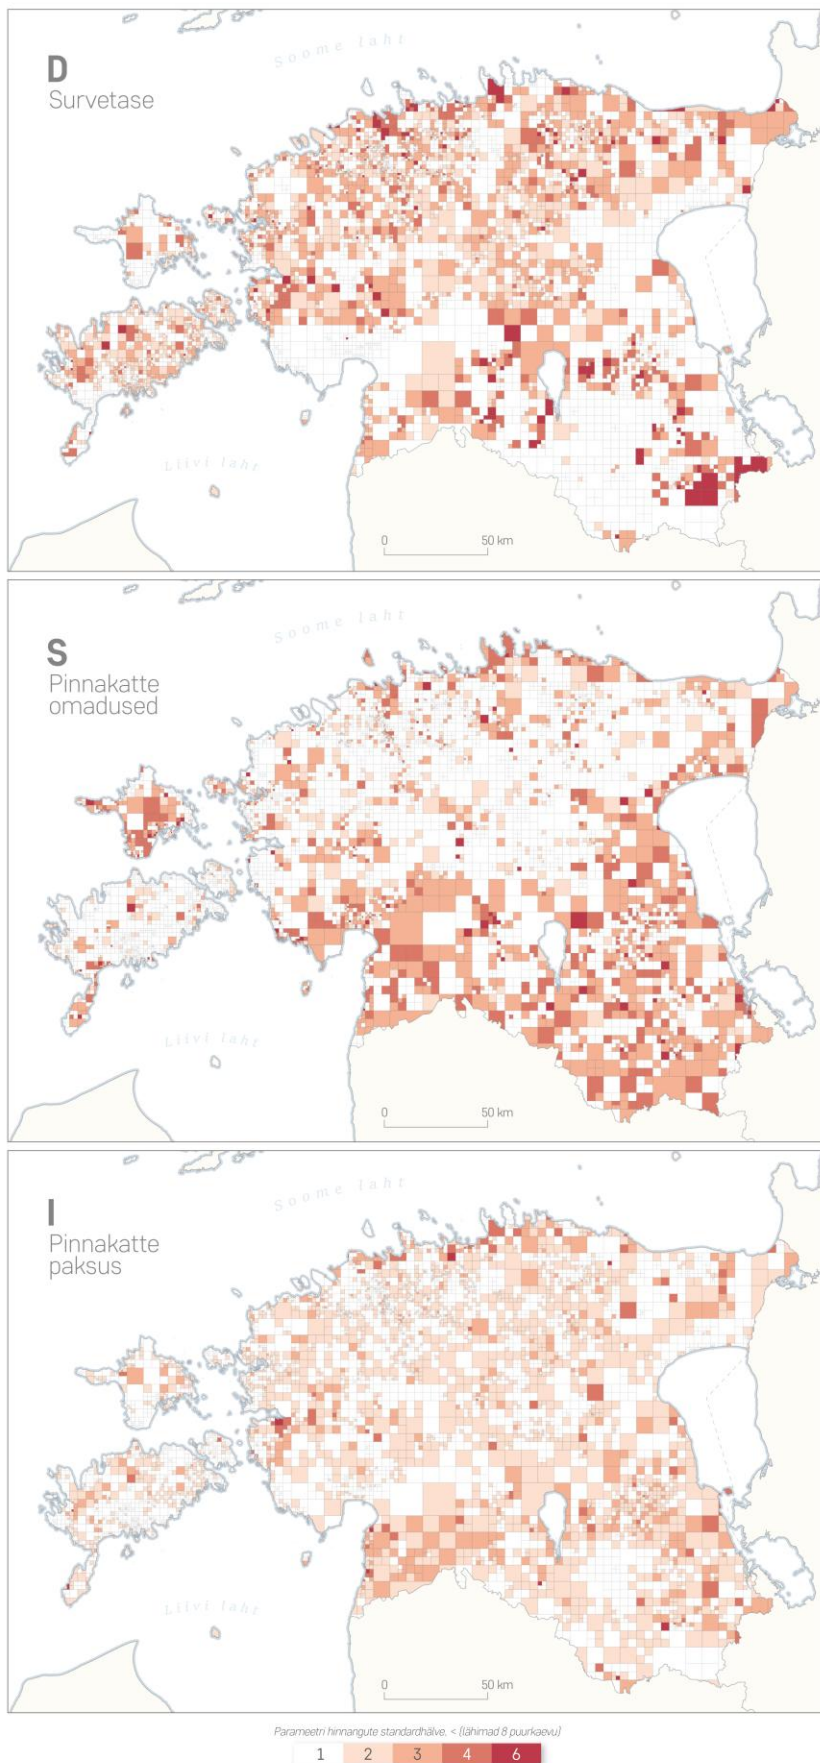 Soome laht
D
Survetase
Liivi laht
0 50 km
Soome laht
S
Pinnakatte
omadused
Liivi laht
0 50 km
Soome laht
I
Pinnakatte
paksus
Liivi laht
0 50 km
Parameetri hinnangute standardhälve, < (lähimad 8 puurkaevu)
1 2 3 4 6